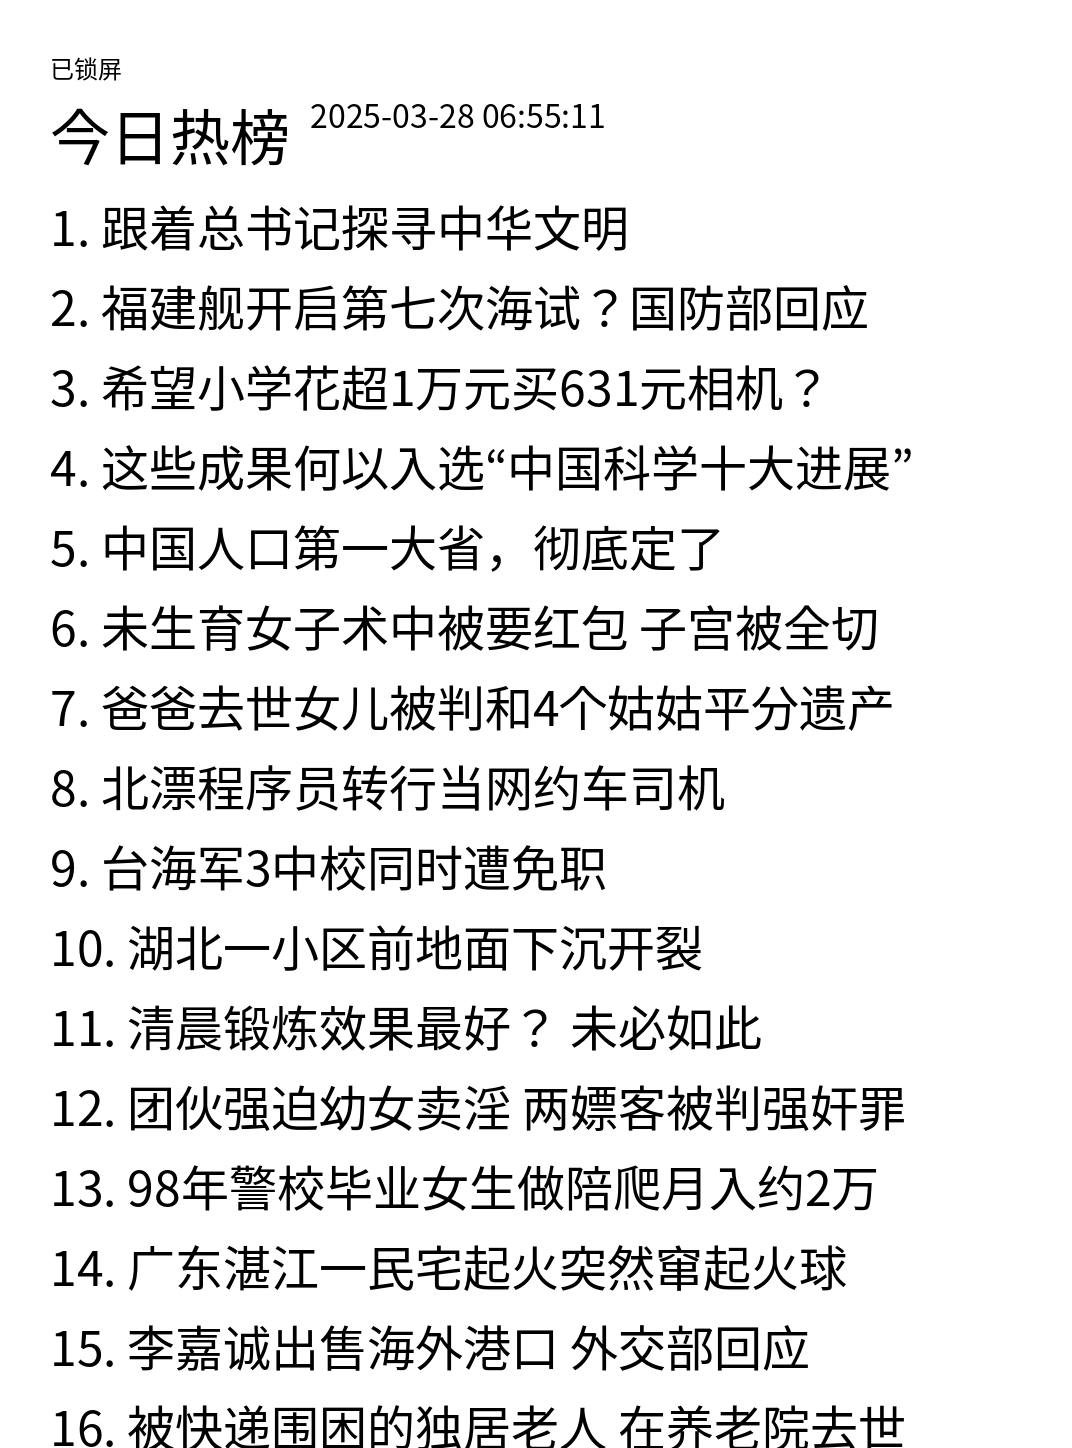 已锁屏
今日热榜 2025-03-28 06:55:11
1. 跟着总书记探寻中华文明
2. 福建舰开启第七次海试？国防部回应
3. 希望小学花超1万元买631元相机？
4. 这些成果何以入选“中国科学十大进展”
5. 中国人口第一大省，彻底定了
6. 未生育女子术中被要红包 子宫被全切
7. 爸爸去世女儿被判和4个姑姑平分遗产
8. 北漂程序员转行当网约车司机
9. 台海军3中校同时遭免职
10. 湖北一小区前地面下沉开裂
11. 清晨锻炼效果最好？ 未必如此
12. 团伙强迫幼女卖淫 两嫖客被判强奸罪
13. 98年警校毕业女生做陪爬月入约2万
14. 广东湛江一民宅起火突然窜起火球
15. 李嘉诚出售海外港口 外交部回应
16. 被快递围困的独居老人 在养老院去世